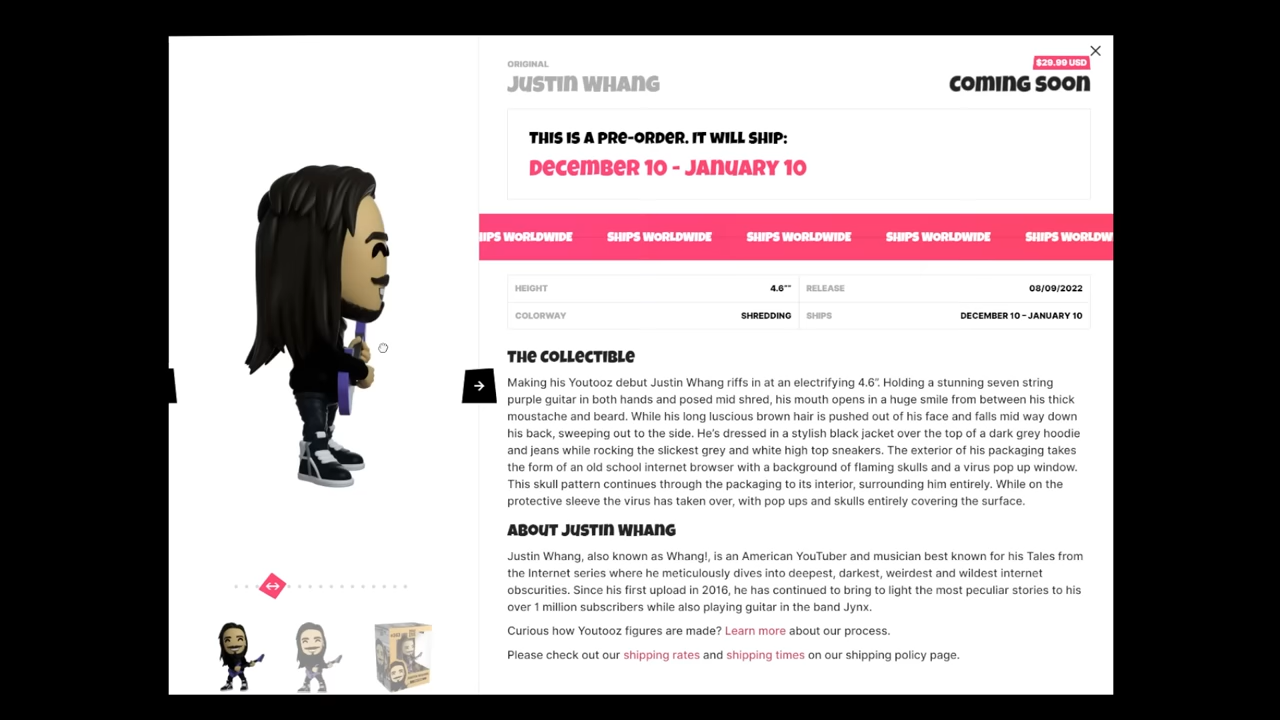 ORIGINAL
$29.99 USD
JUSTIN WHANG
COMING SOON
THIS IS A PRE-ORDER. IT WILL SHIP:
DECEMBER 10 - JANUARY 10
SHIPS WORLDWIDE SHIPS WORLDWIDE SHIPS WORLDWIDE SHIPS WORLDWIDE SHIPS WORLDW
HEIGHT 4.6"" RELEASE 08/09/2022
COLORWAY SHREDDING SHIPS DECEMBER 10 – JANUARY 10
THE COLLECTIBLE
Making his Youtooz debut Justin Whang riffs in at an electrifying 4.6". Holding a stunning seven string
purple guitar in both hands and posed mid shred, his mouth opens in a huge smile from between his thick
moustache and beard. While his long luscious brown hair is pushed out of his face and falls mid way down
his back, sweeping out to the side. He's dressed in a stylish black jacket over the top of a dark grey hoodie
and jeans while rocking the slickest grey and white high top sneakers. The exterior of his packaging takes
the form of an old school internet browser with a background of flaming skulls and a virus pop up window.
This skull pattern continues through the packaging to its interior, surrounding him entirely. While on the
protective sleeve the virus has taken over, with pop ups and skulls entirely covering the surface.
ABOUT JUSTIN WHANG
Justin Whang, also known as Whang!, is an American YouTuber and musician best known for his Tales from
the Internet series where he meticulously dives into deepest, darkest, weirdest and wildest internet
obscurities. Since his first upload in 2016, he has continued to bring to light the most peculiar stories to his
over 1 million subscribers while also playing guitar in the band Jynx.
Curious how Youtooz figures are made? Learn more about our process.
Please check out our shipping rates and shipping times on our shipping policy page.